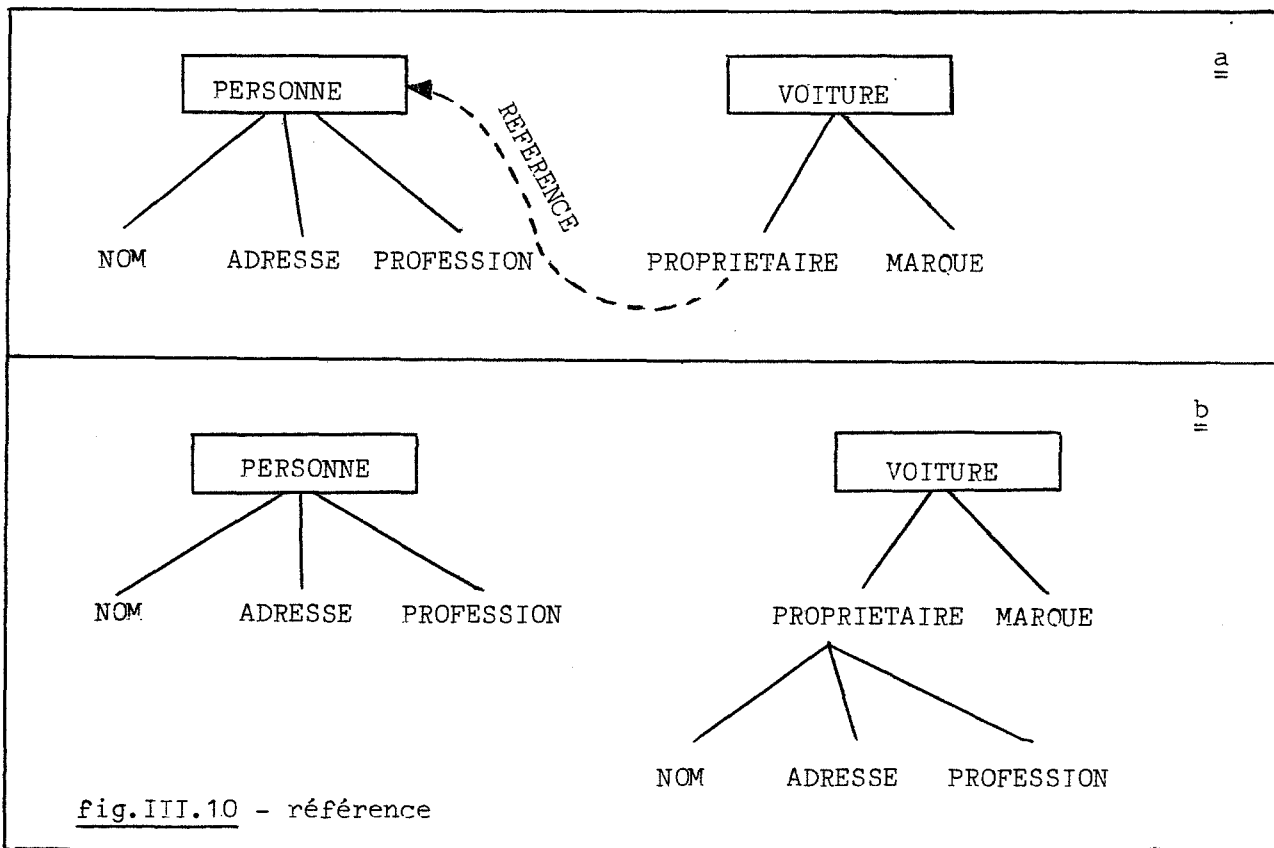 a
PERSONNE VOITURE
REFERENCE
NOM ADRESSE PROFESSION PROPRIETAIRE MARQUE
b
PERSONNE VOITURE
NOM ADRESSE PROFESSION PROPRIETAIRE MARQUE
NOM ADRESSE PROFESSION
fig.III.10 - référence